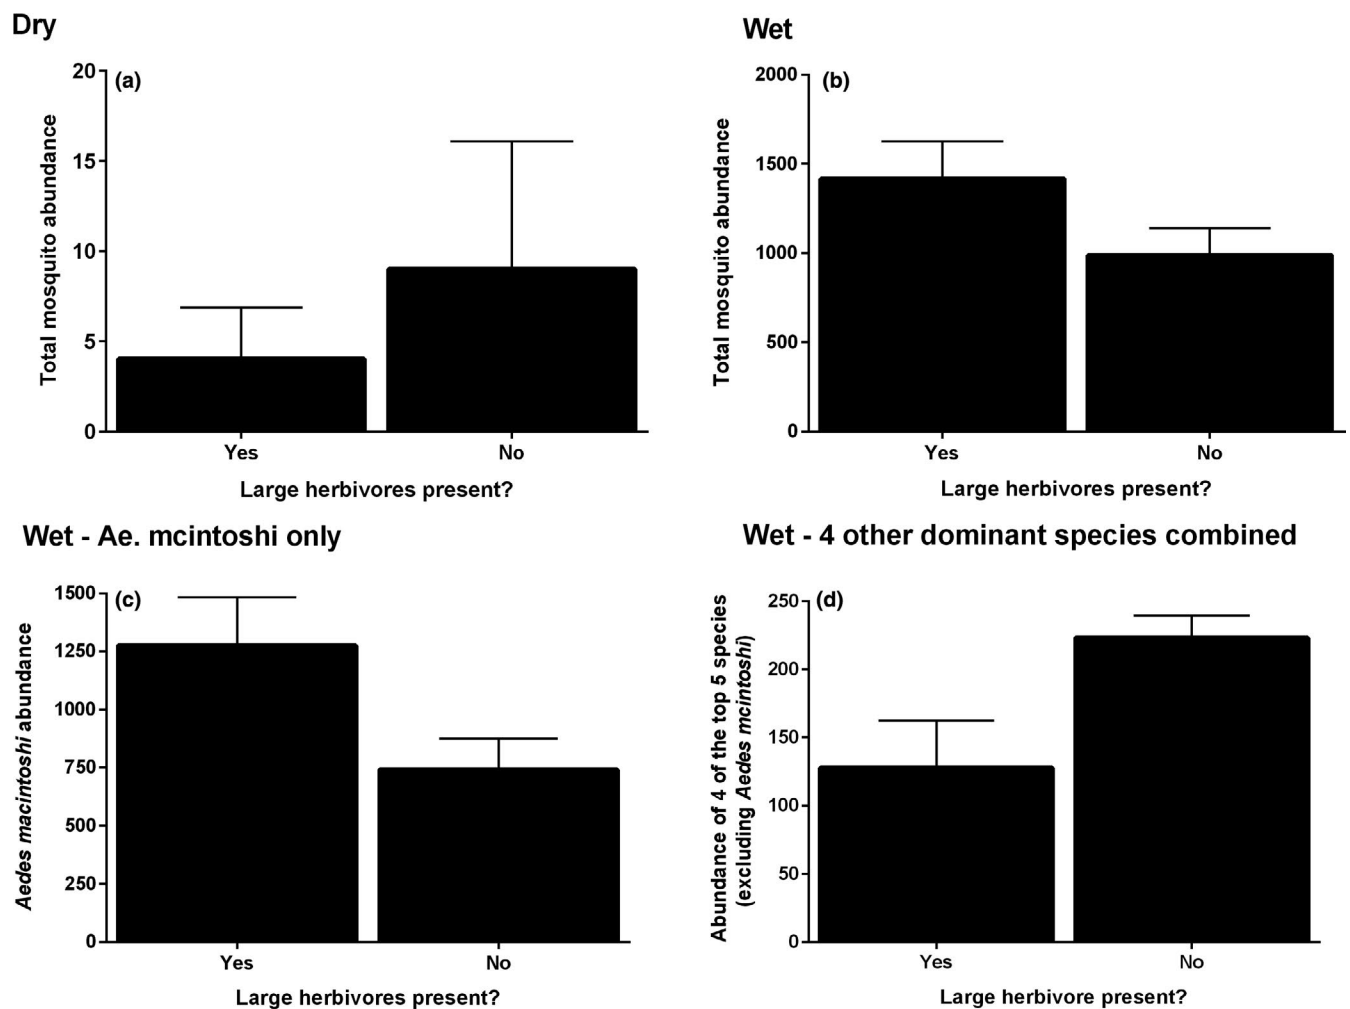 Dry
(a)
20
15
10
5
0
Total mosquito abundance
Yes
No
Large herbivores present?
Wet
(b)
2000
1500
1000
500
0
Total mosquito abundance
Yes
No
Large herbivores present?
Wet - Ae. mcintoshi only
(c)
1500
1250
1000
750
500
250
0
Aedes macintoshi abundance
Yes
No
Large herbivores present?
Wet - 4 other dominant species combined
(d)
250
200
150
100
50
0
Abundance of 4 of the top 5 species
(excluding Aedes mcintoshi)
Yes
No
Large herbivore present?